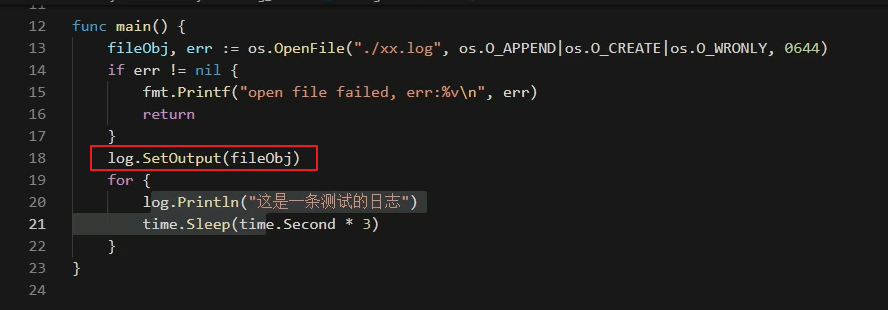 11
12 func main() {
13 fileObj, err := os.OpenFile("./xx.log", os.O_APPEND|os.O_CREATE|os.O_WRONLY, 0644)
14 if err != nil {
15 fmt.Printf("open file failed, err:%v\n", err)
16 return
17 }
18 log.SetOutput(fileObj)
19 for {
20 log.Println("这是一条测试的日志")
21 time.Sleep(time.Second * 3)
22 }
23 }
24